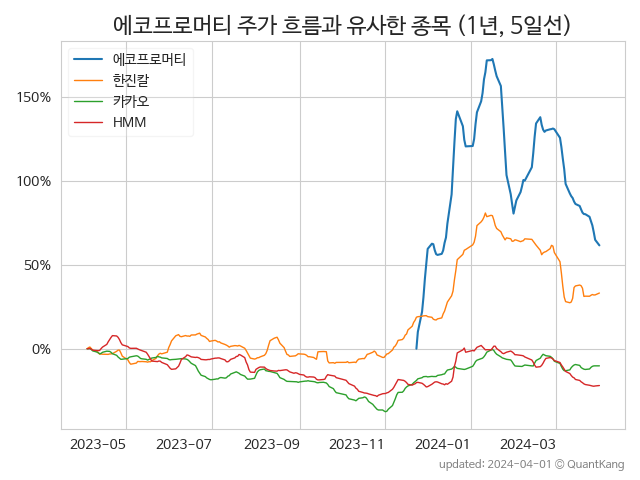 에코프로머티 주가 흐름과 유사한 종목 (1년, 5일선)
에코프로머티
한진칼
카카오
HMM
150%
100%
50%
0%
2023-05 2023-07 2023-09 2023-11 2024-01 2024-03
updated: 2024-04-01 © QuantKang